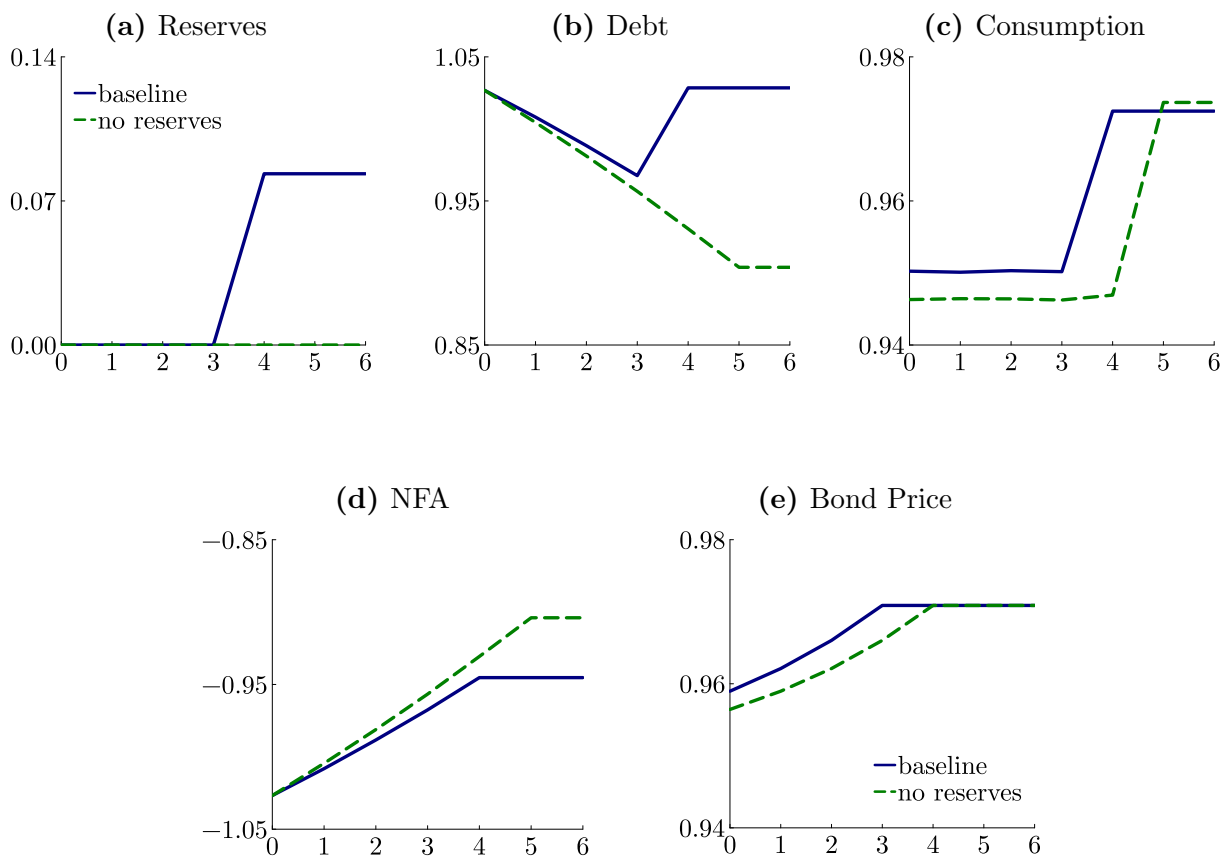 (a) Reserves
0.14
0.07
0.00
baseline
no reserves
0 1 2 3 4 5 6
(b) Debt
1.05
0.95
0.85
0 1 2 3 4 5 6
(c) Consumption
0.98
0.96
0.94
0 1 2 3 4 5 6
(d) NFA
−0.85
−0.95
−1.05
0 1 2 3 4 5 6
(e) Bond Price
0.98
0.96
0.94
baseline
no reserves
0 1 2 3 4 5 6